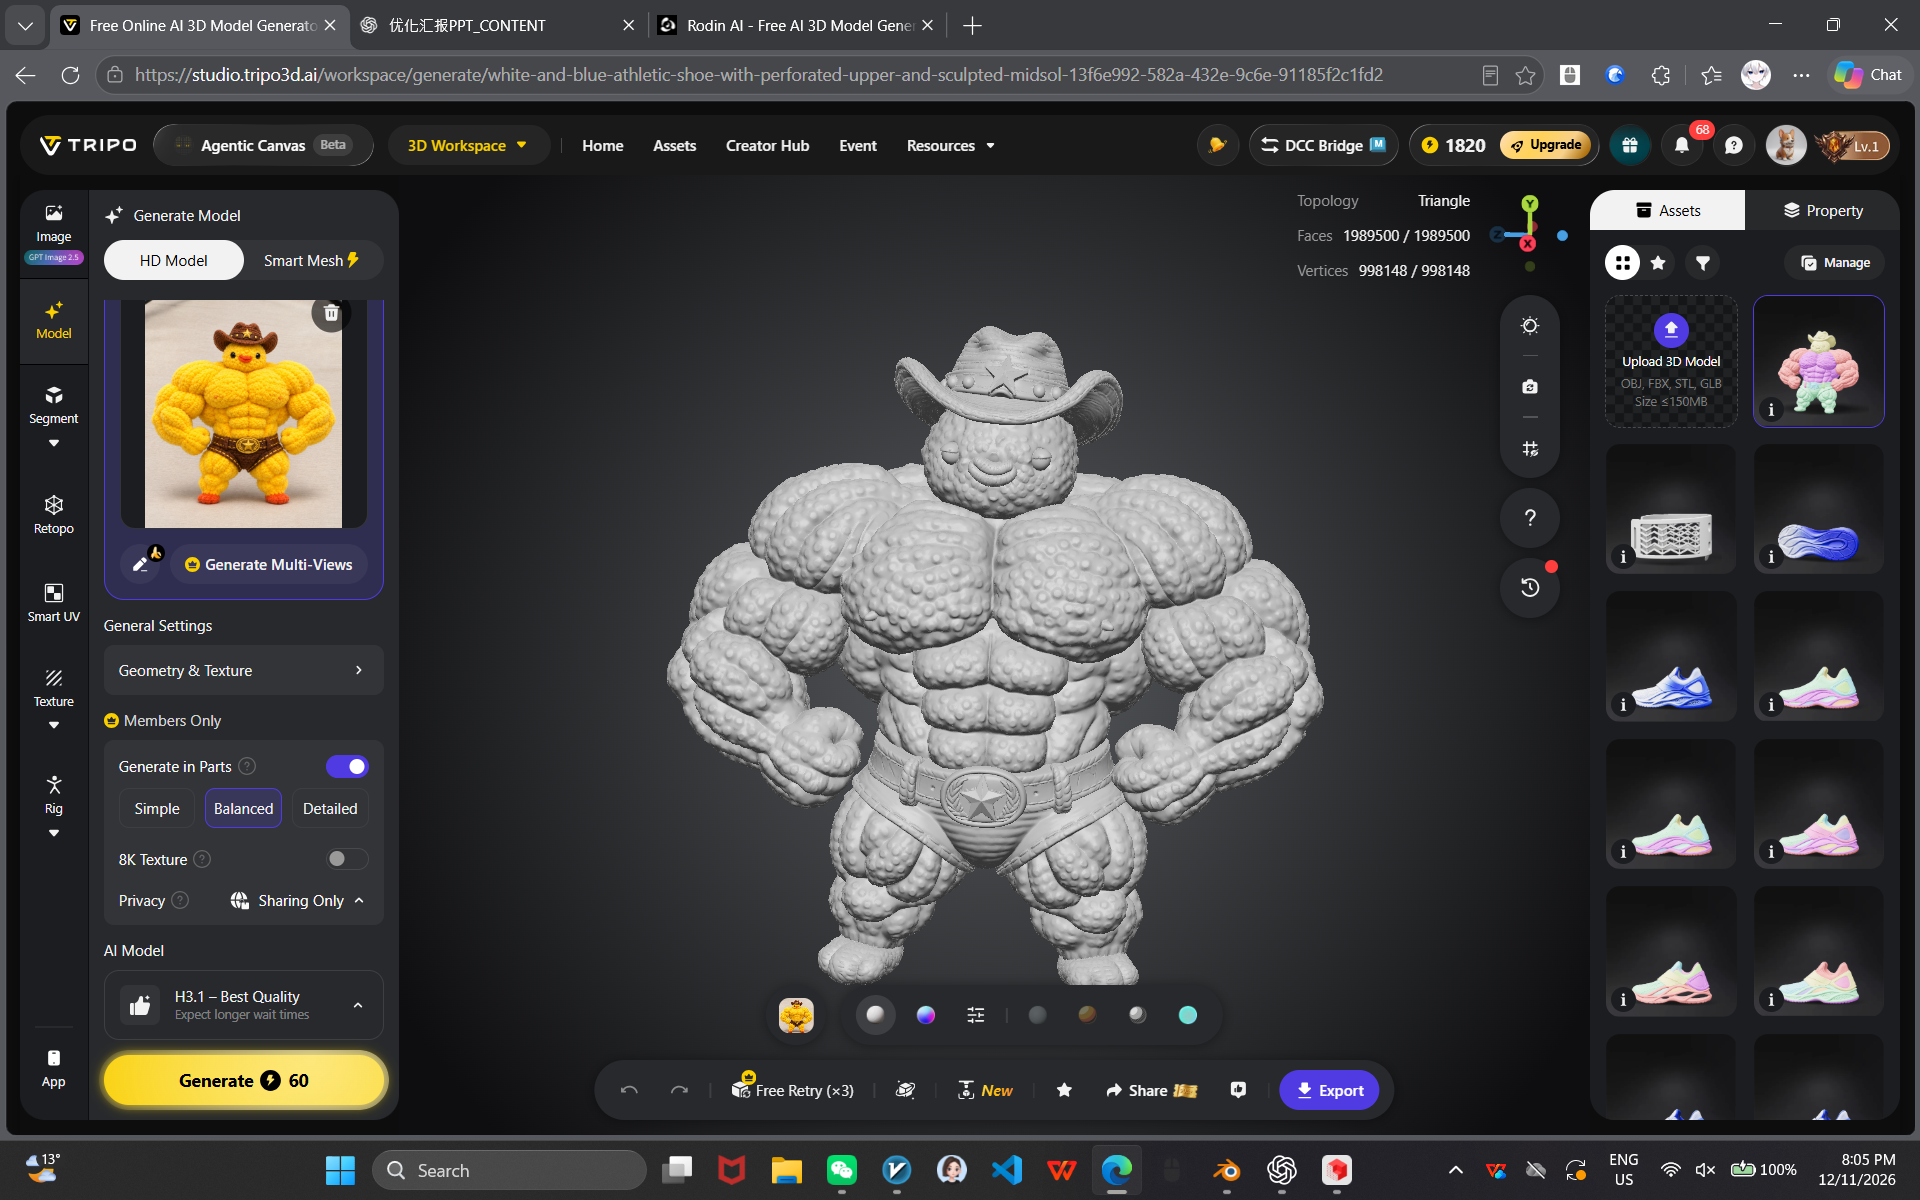 Free Online AI 3D Model Generato
优化汇报PPT_CONTENT
Rodin AI - Free AI 3D Model Gene
https://studio.tripo3d.ai/workspace/generate/white-and-blue-athletic-shoe-with-perforated-upper-and-sculpted-midsol-13f6e992-582a-432e-9c6e-91185f2c1fd2
Chat
TRIPO
Agentic Canvas Beta
3D Workspace
Home
Assets
Creator Hub
Event
Resources
DCC Bridge M
1820
Upgrade
68
Lv.1
Image
GPT Image 2.5
Model
Segment
Retopo
Smart UV
Texture
Rig
App
Generate Model
HD Model
Smart Mesh
Generate Multi-Views
General Settings
Geometry & Texture
Members Only
Generate in Parts ?
Simple
Balanced
Detailed
8K Texture ?
Privacy ?
Sharing Only
AI Model
H3.1 – Best Quality
Expect longer wait times
Generate 60
Topology Triangle
Faces 1989500 / 1989500
Vertices 998148 / 998148
Y
Z
X
?
Free Retry (×3)
New
Share
Export
Assets
Property
Manage
Upload 3D Model
OBJ, FBX, STL, GLB
Size ≤150MB
13°
Search
ENG
US
100%
8:05 PM
12/11/2026